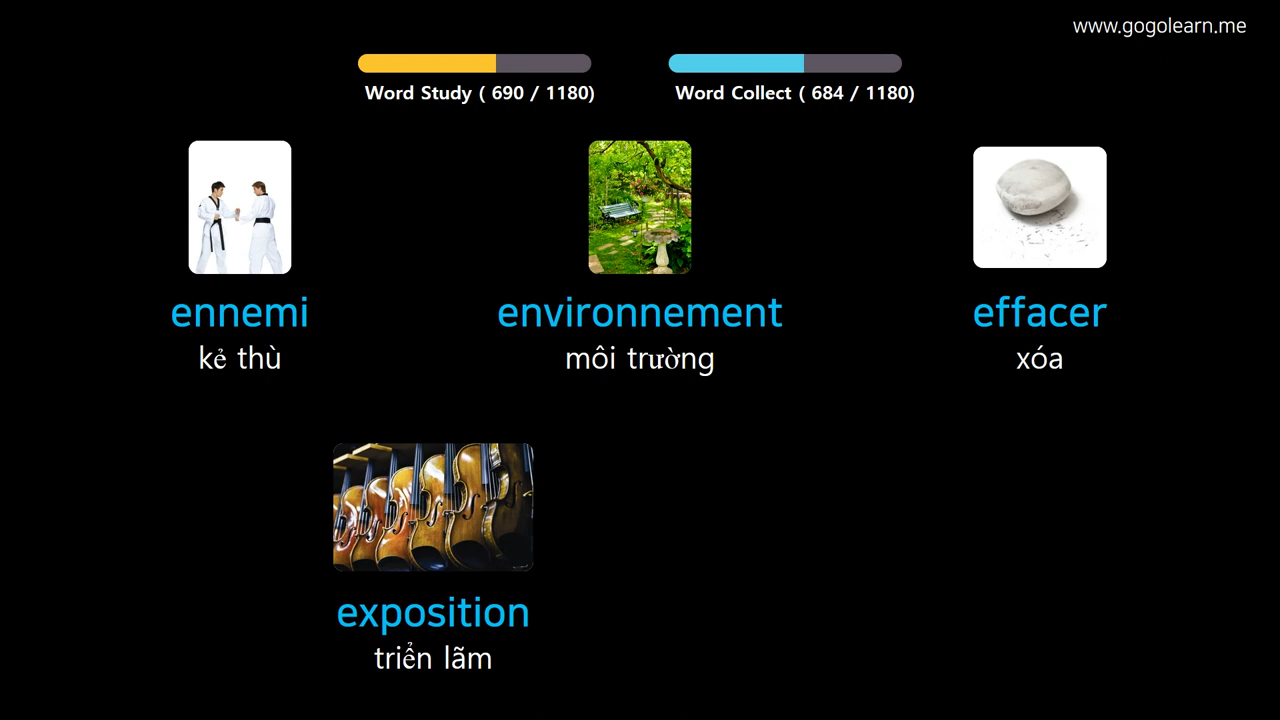 www.gogolearn.me
Word Study ( 690 / 1180)
Word Collect ( 684 / 1180)
ennemi
kẻ thù
environnement
môi trường
effacer
xóa
exposition
triển lãm